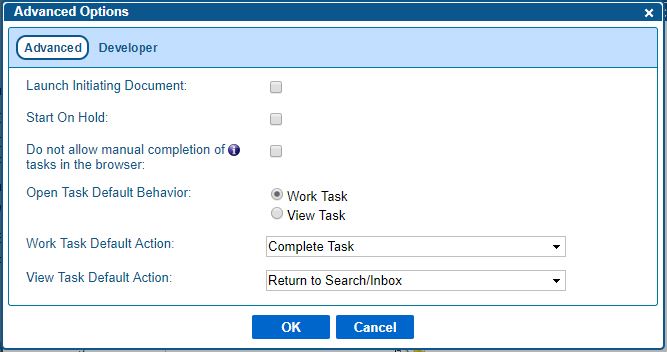 Advanced Options
Advanced Developer
Launch Initiating Document:
Start On Hold:
Do not allow manual completion of
tasks in the browser:
Open Task Default Behavior:
Work Task
View Task
Work Task Default Action:
Complete Task
View Task Default Action:
Return to Search/Inbox
OK Cancel